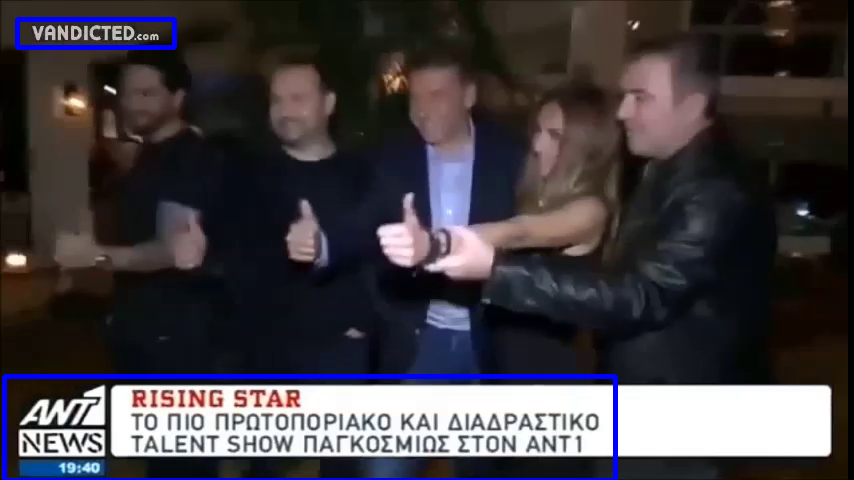 VANDICTED.com
RISING STAR
ΤΟ ΠΙΟ ΠΡΩΤΟΠΟΡΙΑΚΟ ΚΑΙ ΔΙΑΔΡΑΣΤΙΚΟ
TALENT SHOW ΠΑΓΚΟΣΜΙΩΣ ΣΤΟΝ ΑΝΤ1
ANT1
NEWS
19:40